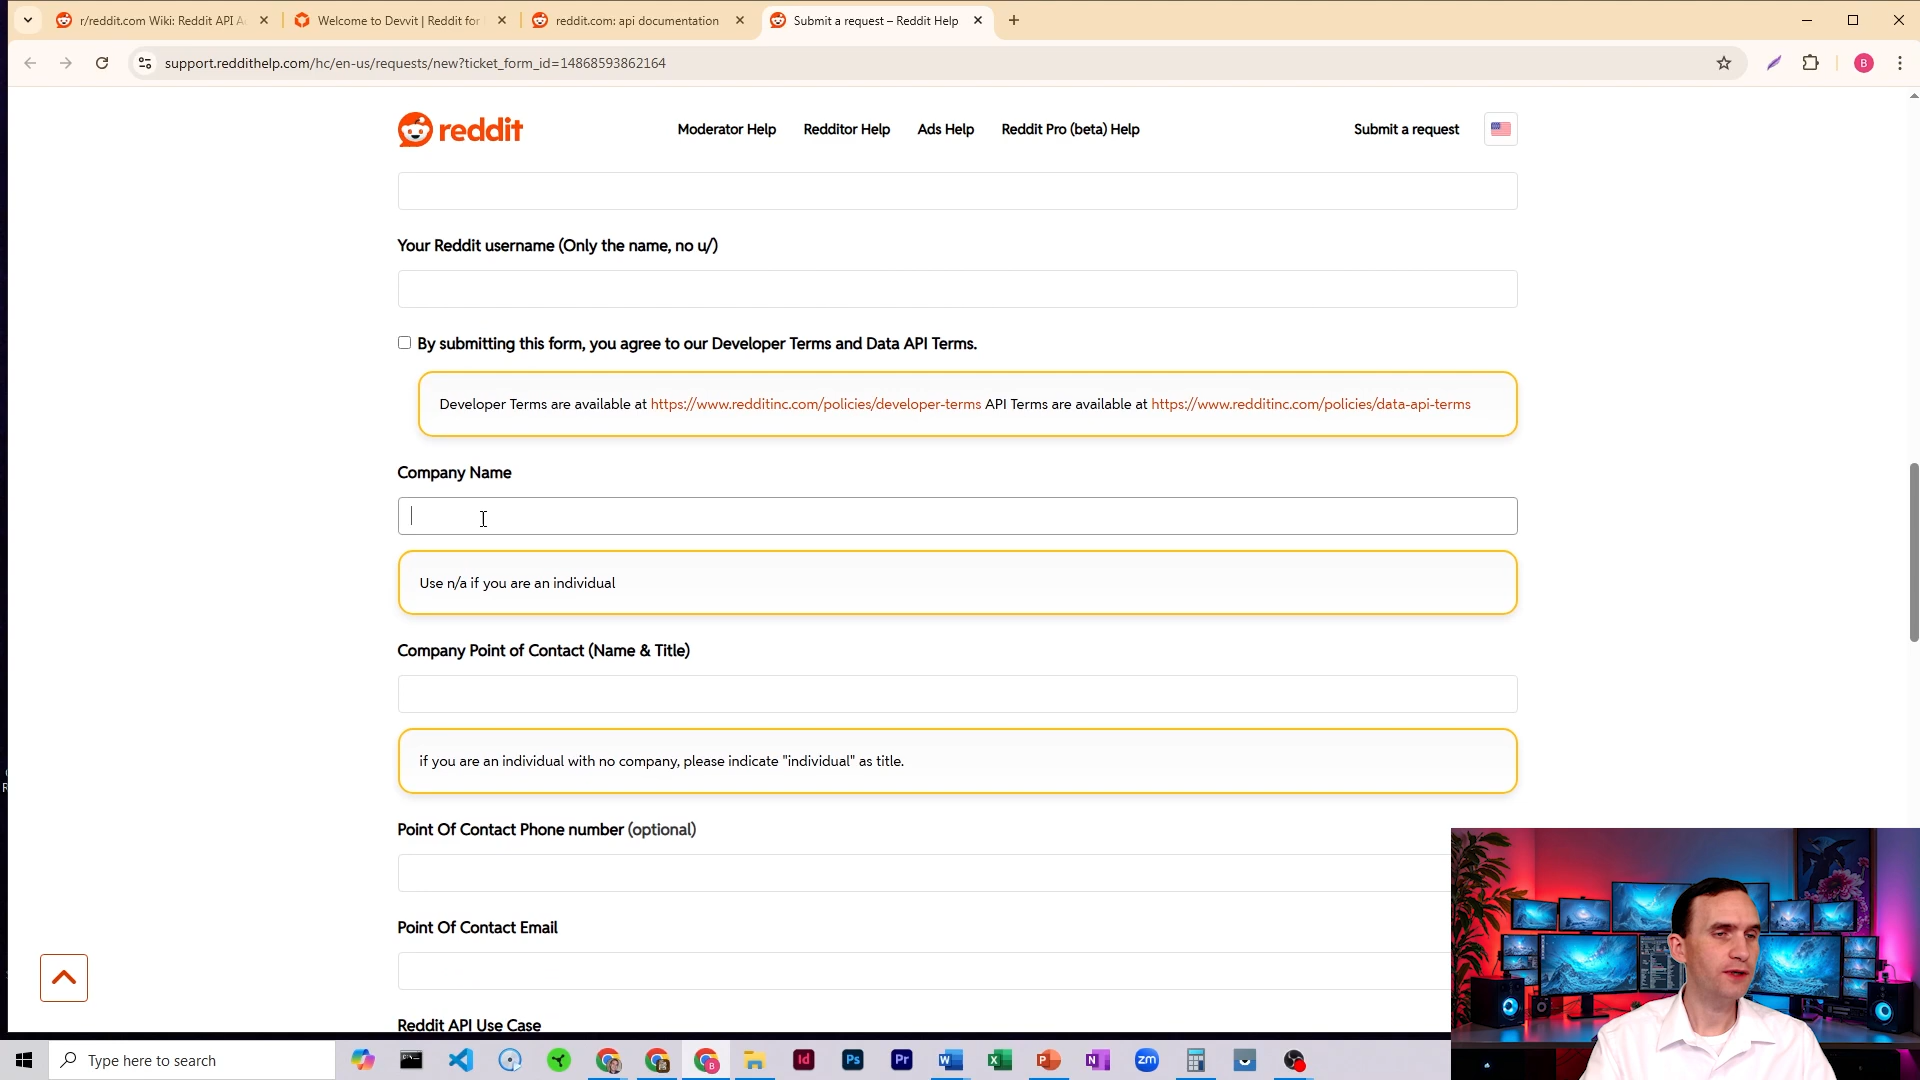 r/reddit.com Wiki: Reddit API A
Welcome to Devvit | Reddit for
reddit.com: api documentation
Submit a request – Reddit Help
support.reddithelp.com/hc/en-us/requests/new?ticket_form_id=14868593862164
B
reddit
Moderator Help
Redditor Help
Ads Help
Reddit Pro (beta) Help
Submit a request
Your Reddit username (Only the name, no u/)
By submitting this form, you agree to our Developer Terms and Data API Terms.
Developer Terms are available at https://www.redditinc.com/policies/developer-terms API Terms are available at https://www.redditinc.com/policies/data-api-terms
Company Name
Use n/a if you are an individual
Company Point of Contact (Name & Title)
if you are an individual with no company, please indicate "individual" as title.
Point Of Contact Phone number (optional)
Point Of Contact Email
Reddit API Use Case
Type here to search
B
Id
Ps
Pr
W
X
P
N
zm